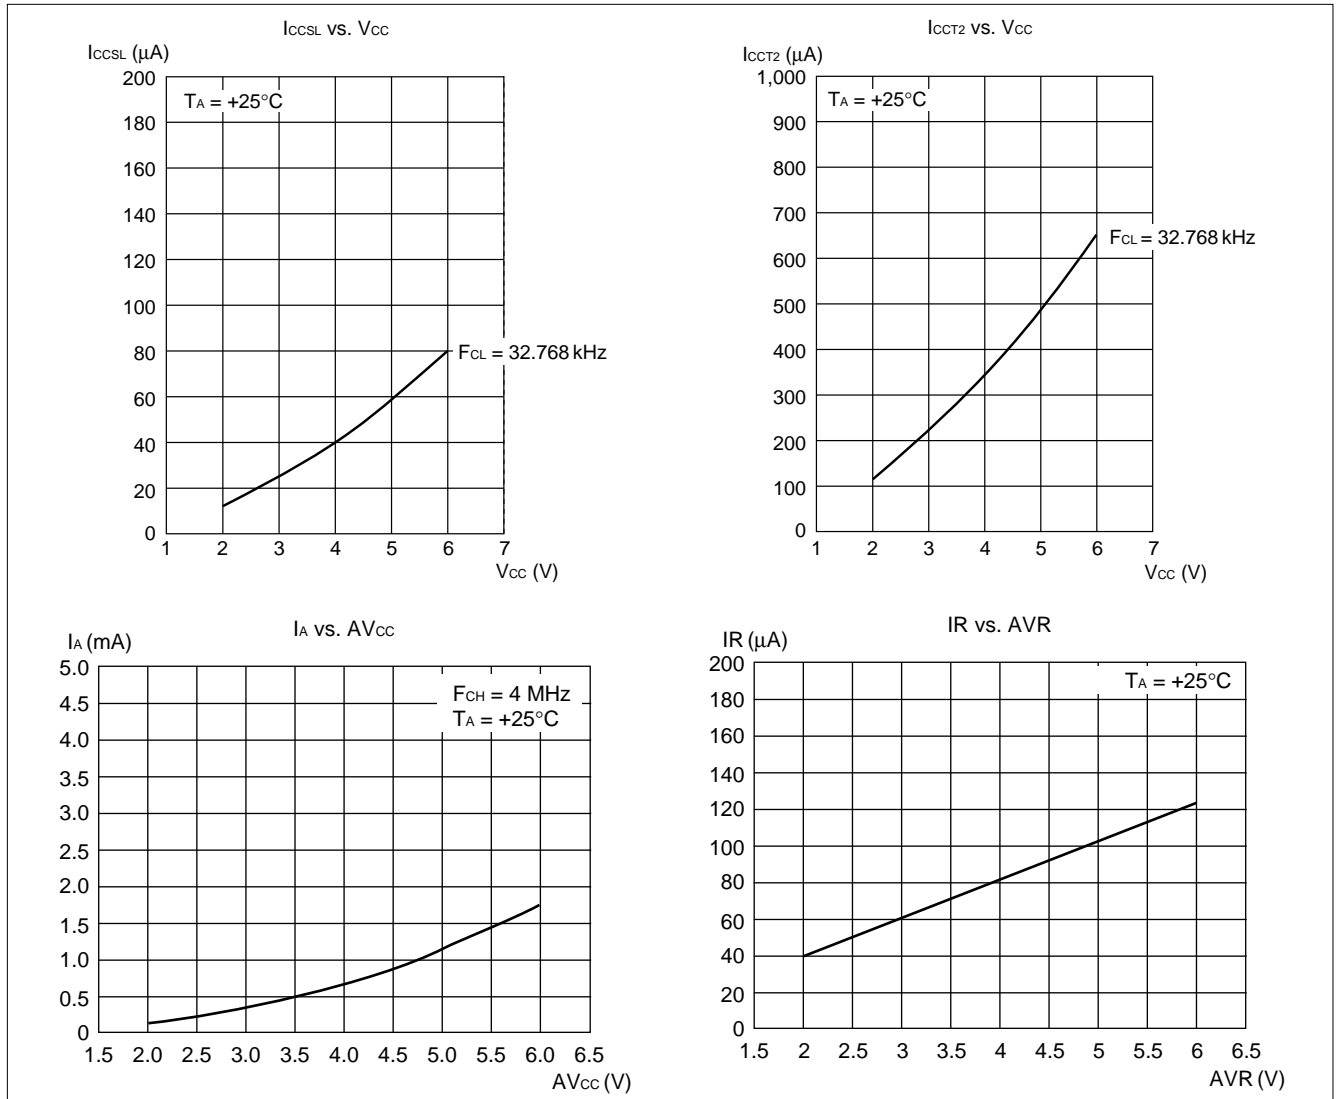 ICCSL vs. VCC
ICCSL (μA)
200
180
160
140
120
100
80
60
40
20
0
TA = +25°C
FCL = 32.768 kHz
1 2 3 4 5 6 7
VCC (V)
ICCT2 vs. VCC
ICCT2 (μA)
1,000
900
800
700
600
500
400
300
200
100
0
TA = +25°C
FCL = 32.768 kHz
1 2 3 4 5 6 7
VCC (V)
IA vs. AVCC
IA (mA)
5.0
4.5
4.0
3.5
3.0
2.5
2.0
1.5
1.0
0.5
0
FCH = 4 MHz
TA = +25°C
1.5 2.0 2.5 3.0 3.5 4.0 4.5 5.0 5.5 6.0 6.5
AVCC (V)
IR vs. AVR
IR (μA)
200
180
160
140
120
100
80
60
40
20
0
TA = +25°C
1.5 2 2.5 3 3.5 4 4.5 5 5.5 6 6.5
AVR (V)